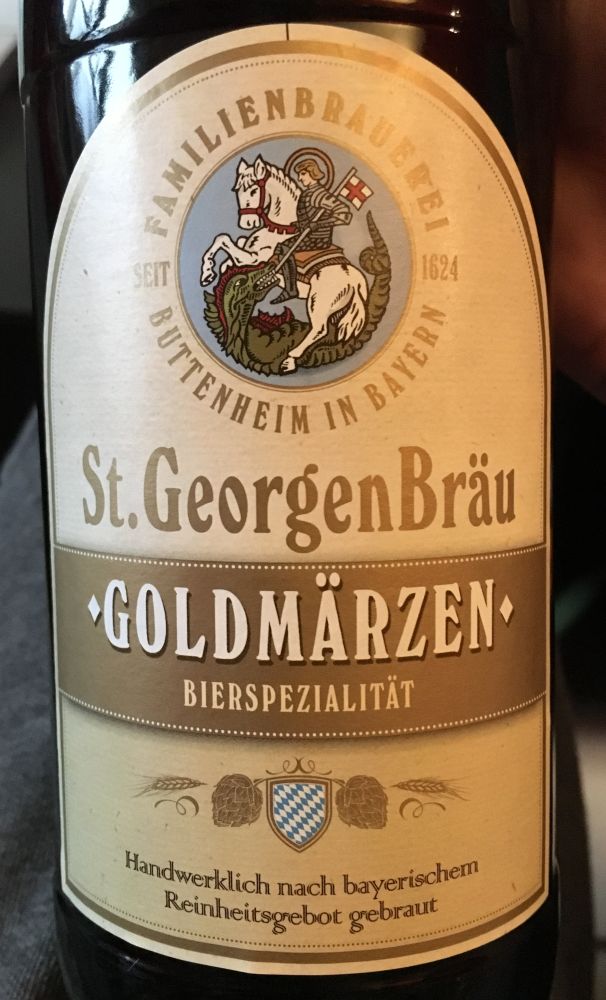 FAMILIENBRAUEREI
SEIT 1624
BUTTENHEIM IN BAYERN
St. GeorgenBräu
GOLDMÄRZEN
BIERSPEZIALITÄT
Handwerklich nach bayerischem
Reinheitsgebot gebraut